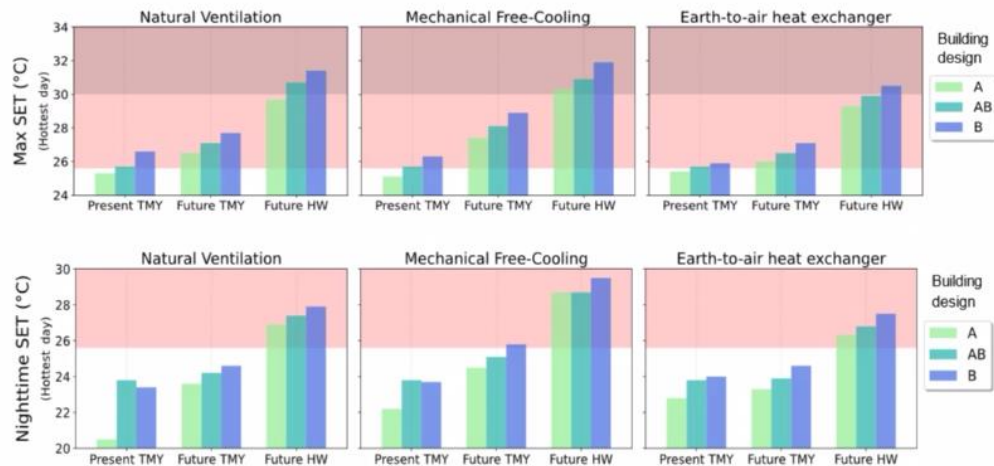 Natural Ventilation
Mechanical Free-Cooling
Earth-to-air heat exchanger
Max SET (°C)
(Hottest day)
34
32
30
28
26
24
Present TMY Future TMY Future HW
Present TMY Future TMY Future HW
Present TMY Future TMY Future HW
Building
design
A
AB
B
Natural Ventilation
Mechanical Free-Cooling
Earth-to-air heat exchanger
Nighttime SET (°C)
(Hottest day)
30
28
26
24
22
20
Present TMY Future TMY Future HW
Present TMY Future TMY Future HW
Present TMY Future TMY Future HW
Building
design
A
AB
B